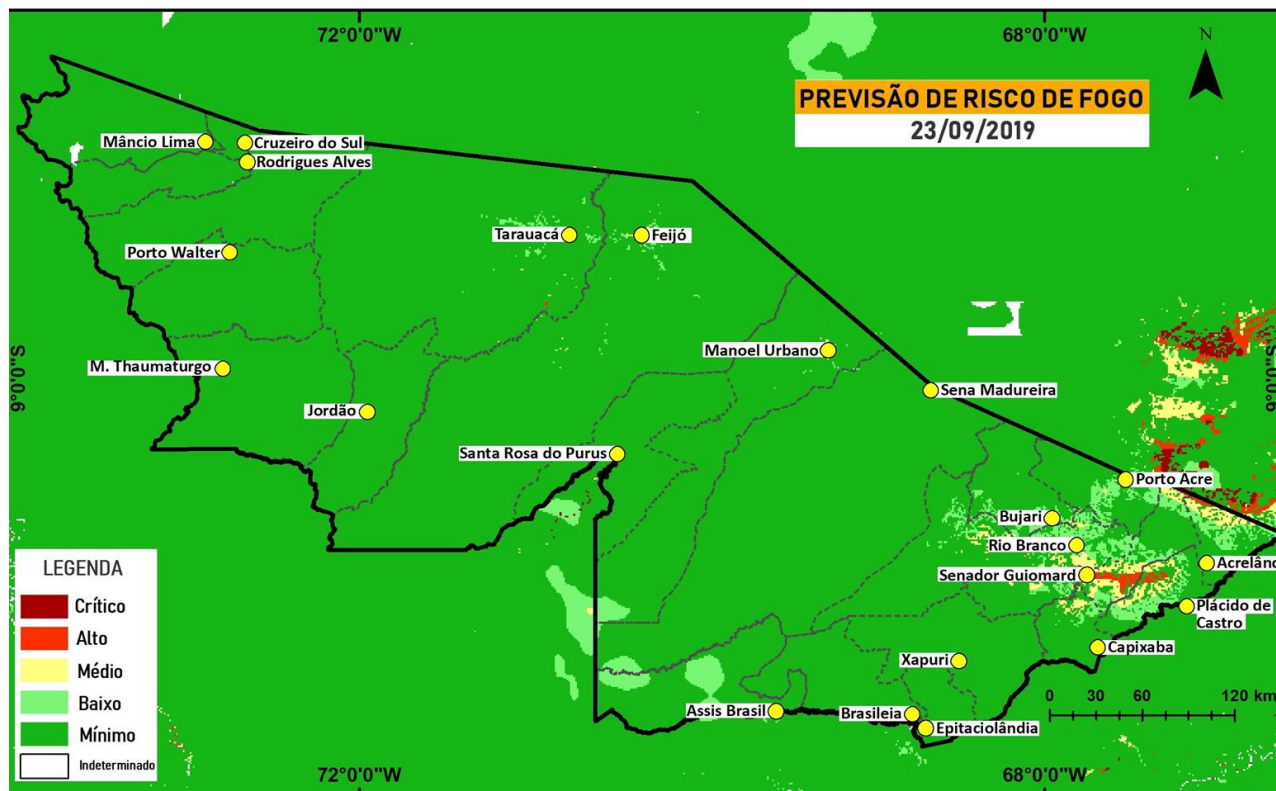 72°0'0"W
68°0'0"W
N
PREVISÃO DE RISCO DE FOGO
23/09/2019
Mâncio Lima
Cruzeiro do Sul
Rodrigues Alves
Tarauacá
Feijó
Porto Walter
9°0'0"S
9°0'0"S
M. Thaumaturgo
Manoel Urbano
Sena Madureira
Jordão
Santa Rosa do Purus
Porto Acre
Bujari
Rio Branco
Senador Guiomard
Acrelând
Plácido de
Castro
Capixaba
Xapuri
Assis Brasil
Brasileia
Epitaciolândia
0 30 60 120 km
LEGENDA
Crítico
Alto
Médio
Baixo
Mínimo
Indeterminado
72°0'0"W
68°0'0"W